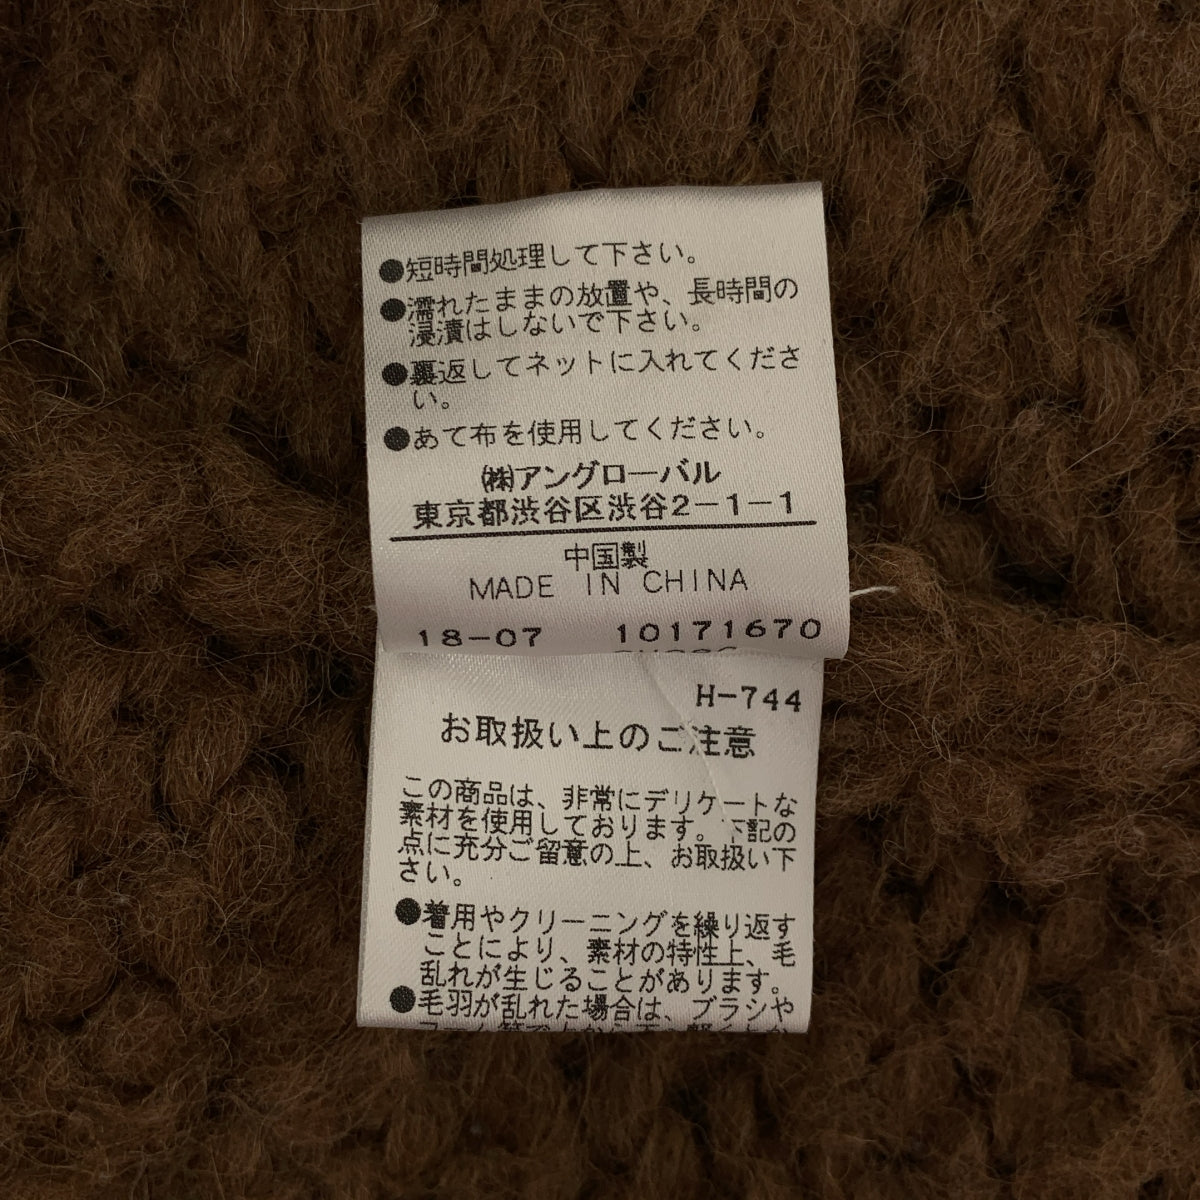 ●短時間処理して下さい。
●濡れたままの放置や、長時間の
浸漬はしないで下さい。
●裏返してネットに入れてくださ
い。
●あて布を使用してください。
㈱アングローバル
東京都渋谷区渋谷2-1-1
中国製
MADE IN CHINA
18-07 10171670
H-744
お取扱い上のご注意
この商品は、非常にデリケートな
素材を使用しております。下記の
点に充分ご留意の上、お取扱い下
さい。
●着用やクリーニングを繰り返す
ことにより、素材の特性上、毛
乱れが生じることがあります。
●毛羽が乱れた場合は、ブラシや